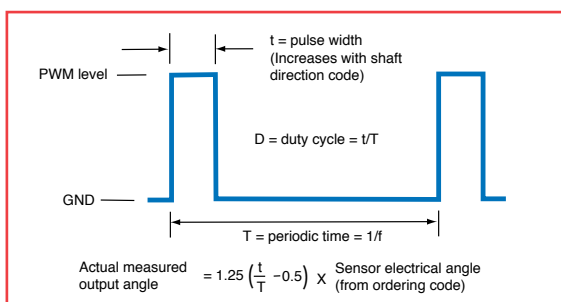 t = pulse width
(Increases with shaft
direction code)
PWM level
D = duty cycle = t/T
GND
T = periodic time = 1/f
Actual measured output angle = 1.25 (t/T −0.5) X Sensor electrical angle (from ordering code)